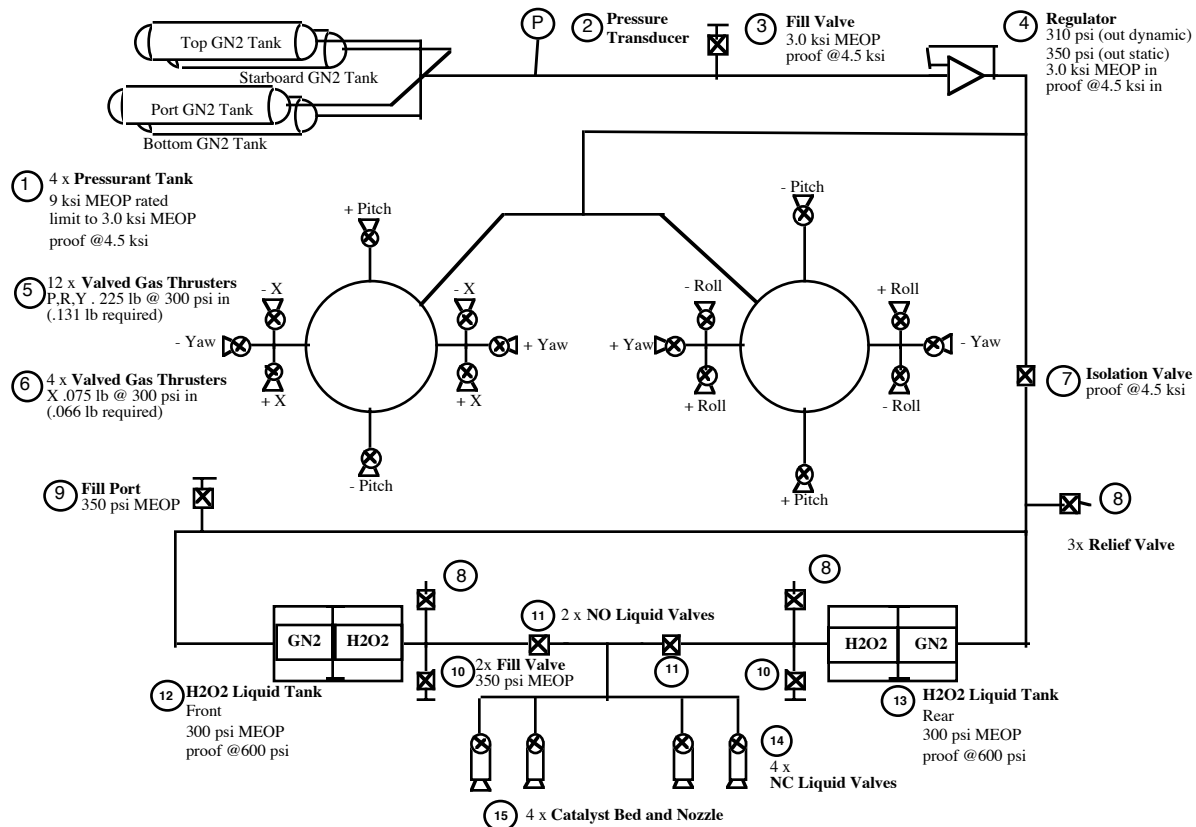 Top GN2 Tank
Starboard GN2 Tank
Port GN2 Tank
Bottom GN2 Tank
P
2 Pressure
Transducer
3 Fill Valve
3.0 ksi MEOP
proof @4.5 ksi
4 Regulator
310 psi (out dynamic)
350 psi (out static)
3.0 ksi MEOP in
proof @4.5 ksi in
1 4 x Pressurant Tank
9 ksi MEOP rated
limit to 3.0 ksi MEOP
proof @4.5 ksi
5 12 x Valved Gas Thrusters
P,R,Y . 225 lb @ 300 psi in
(.131 lb required)
6 4 x Valved Gas Thrusters
X .075 lb @ 300 psi in
(.066 lb required)
+ Pitch
- X
- X
- Yaw
+ Yaw
+ X
+ X
- Pitch
- Pitch
- Roll
+ Roll
+ Yaw
- Yaw
+ Roll
- Roll
+ Pitch
7 Isolation Valve
proof @4.5 ksi
9 Fill Port
350 psi MEOP
8
3x Relief Valve
8
8
11 2 x NO Liquid Valves
11
GN2
H2O2
H2O2
GN2
10 2x Fill Valve
350 psi MEOP
10
12 H2O2 Liquid Tank
Front
300 psi MEOP
proof @600 psi
13 H2O2 Liquid Tank
Rear
300 psi MEOP
proof @600 psi
14
4 x
NC Liquid Valves
15 4 x Catalyst Bed and Nozzle